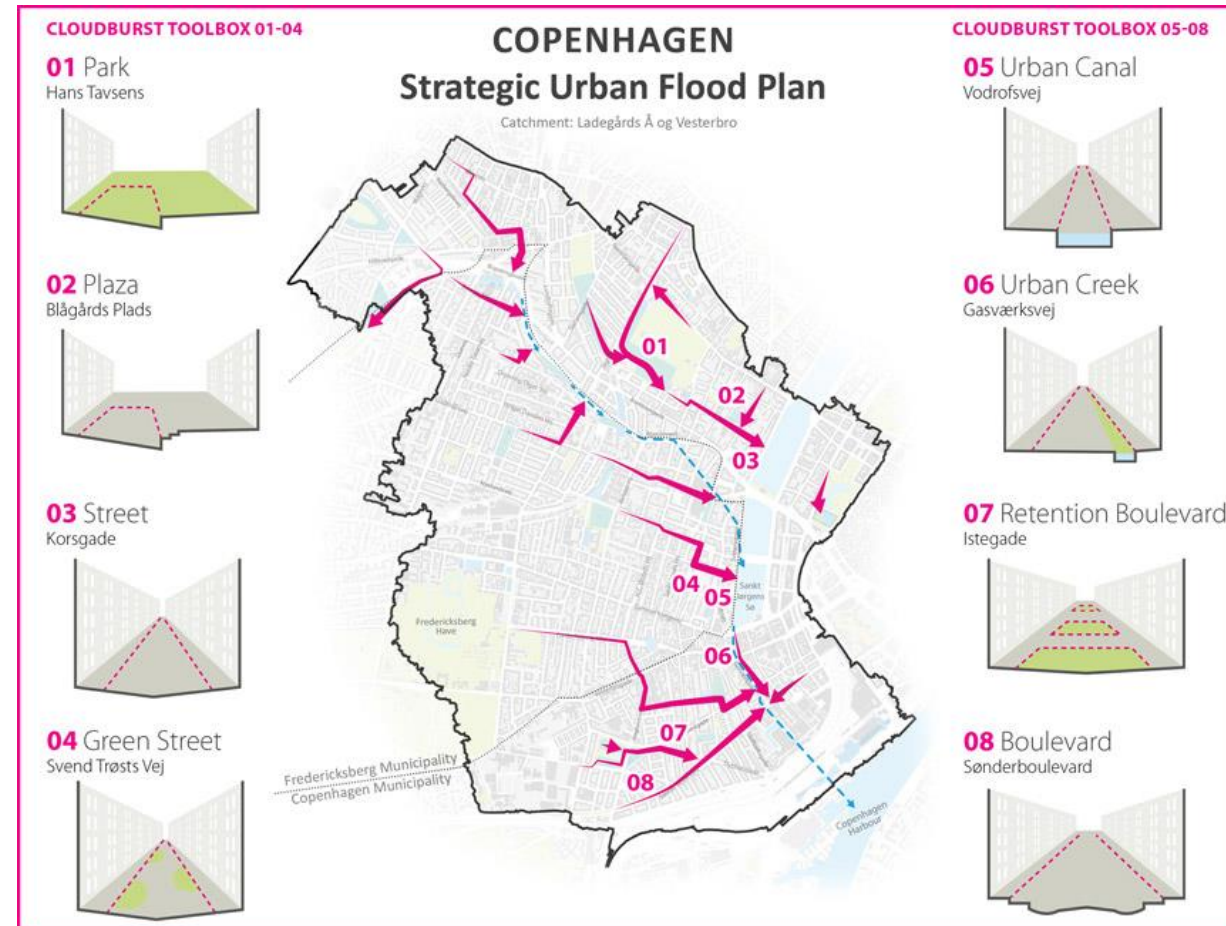 CLOUDBURST TOOLBOX 01-04
COPENHAGEN
Strategic Urban Flood Plan
Catchment: Ladegårds Å og Vesterbro
CLOUDBURST TOOLBOX 05-08
01 Park
Hans Tavsens
02 Plaza
Blågårds Plads
03 Street
Korsgade
04 Green Street
Svend Trøsts Vej
01
02
03
04
05
Sankt
Jørgens
Sø
Fredericksberg
Have
06
07
08
Fredericksberg Municipality
Copenhagen Municipality
Copenhagen
Harbour
05 Urban Canal
Vodrofsvej
06 Urban Creek
Gasværksvej
07 Retention Boulevard
Istegade
08 Boulevard
Sønderboulevard